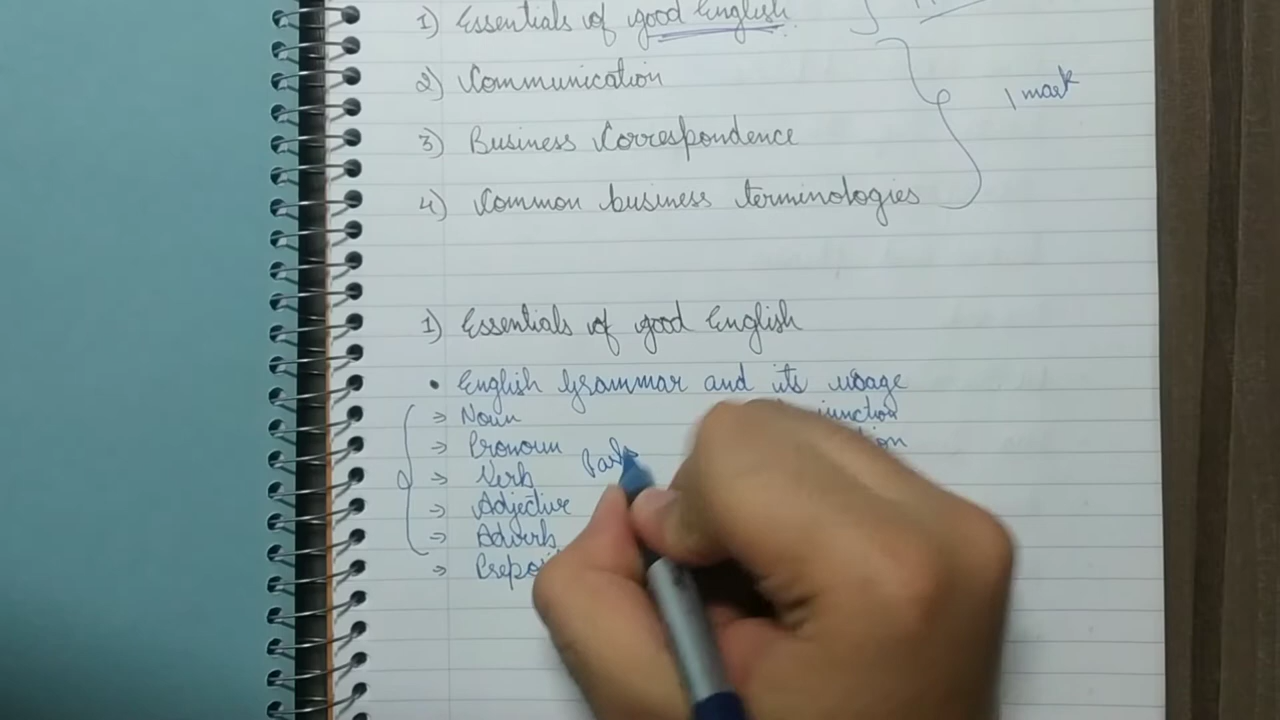 1) Essentials of good English
2) Communication
1 mark
3) Business Correspondence
4) Common business terminologies
1) Essentials of good English
• English Grammar and its usage
⇒ Noun
⇒ Pronoun
⇒ Verb
⇒ Adjective
⇒ Adverb